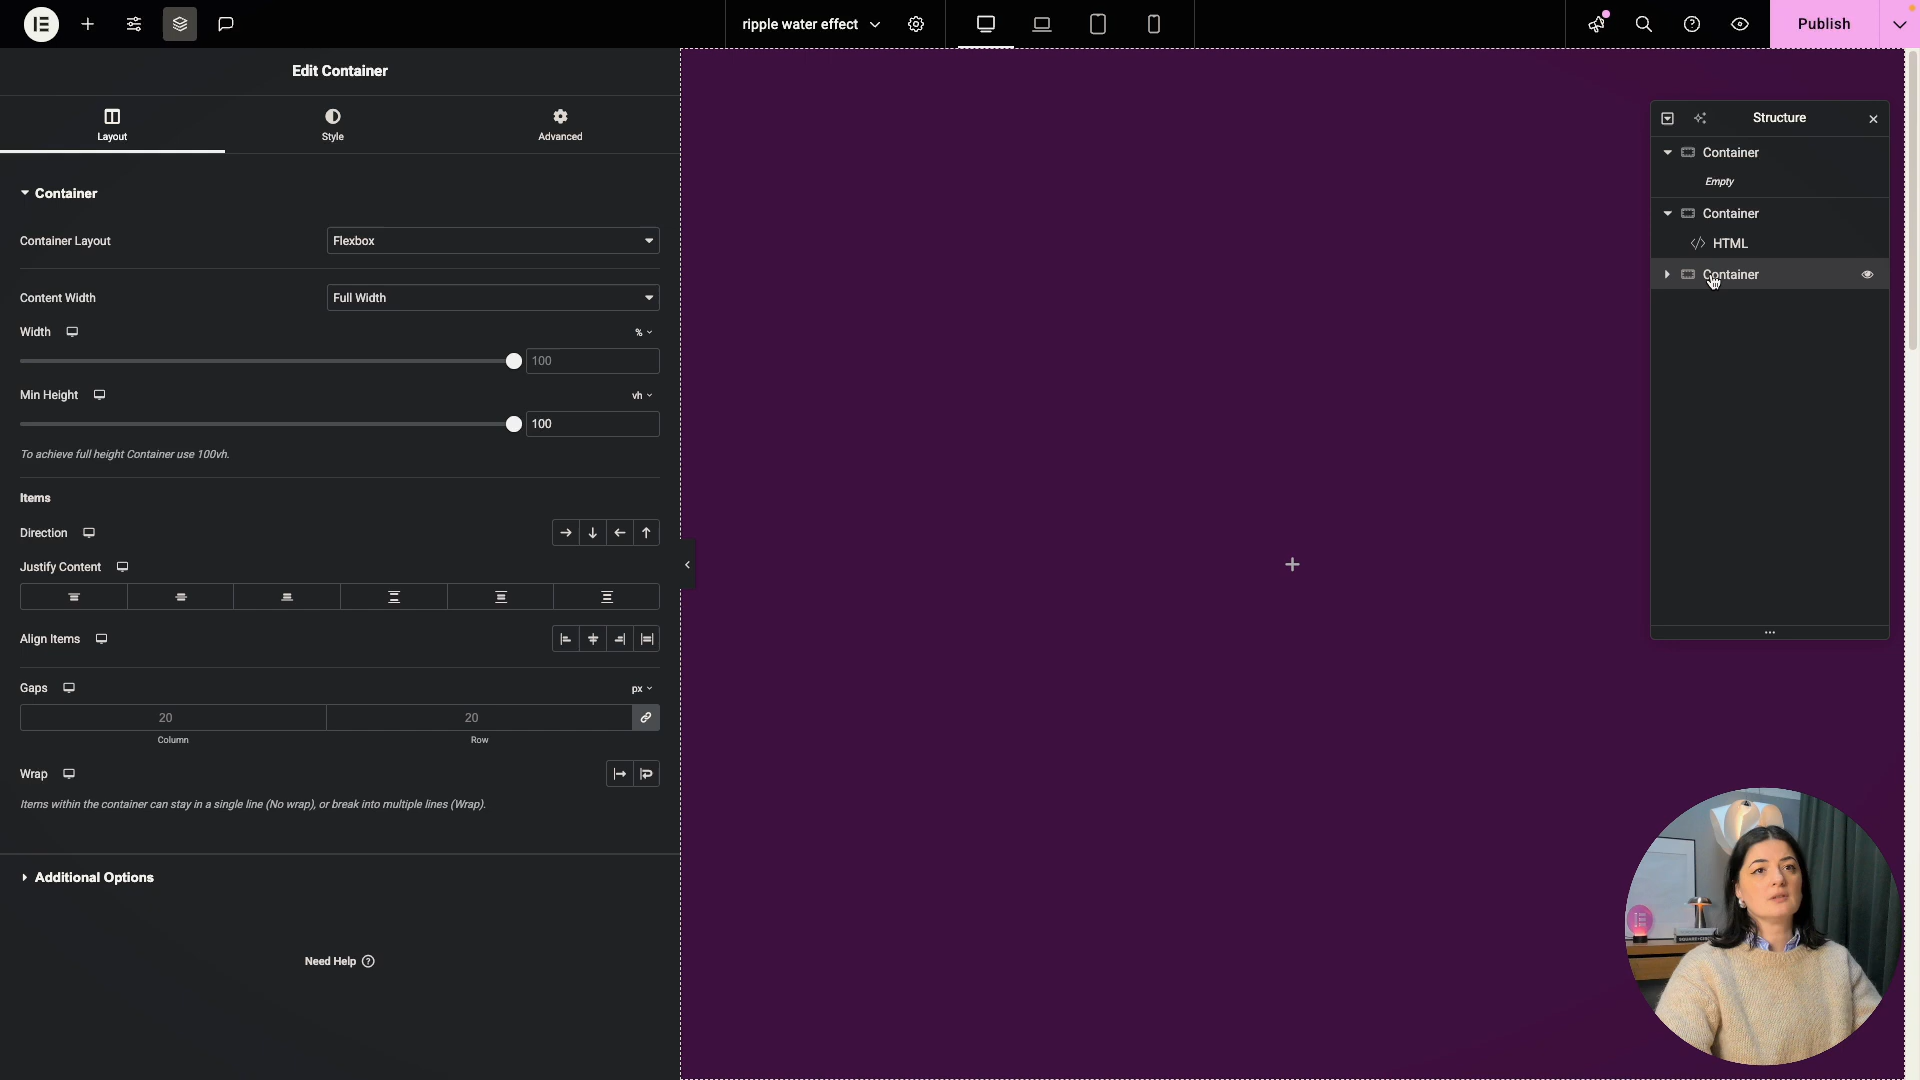 ripple water effect
Publish
Edit Container
Layout
Style
Advanced
Container
Container Layout
Flexbox
Content Width
Full Width
Width
%
100
Min Height
vh
100
To achieve full height Container use 100vh.
Items
Direction
Justify Content
Align Items
Gaps
px
20
20
Column
Row
Wrap
Items within the container can stay in a single line (No wrap), or break into multiple lines (Wrap).
Additional Options
Need Help
Structure
Container
Empty
Container
HTML
Container